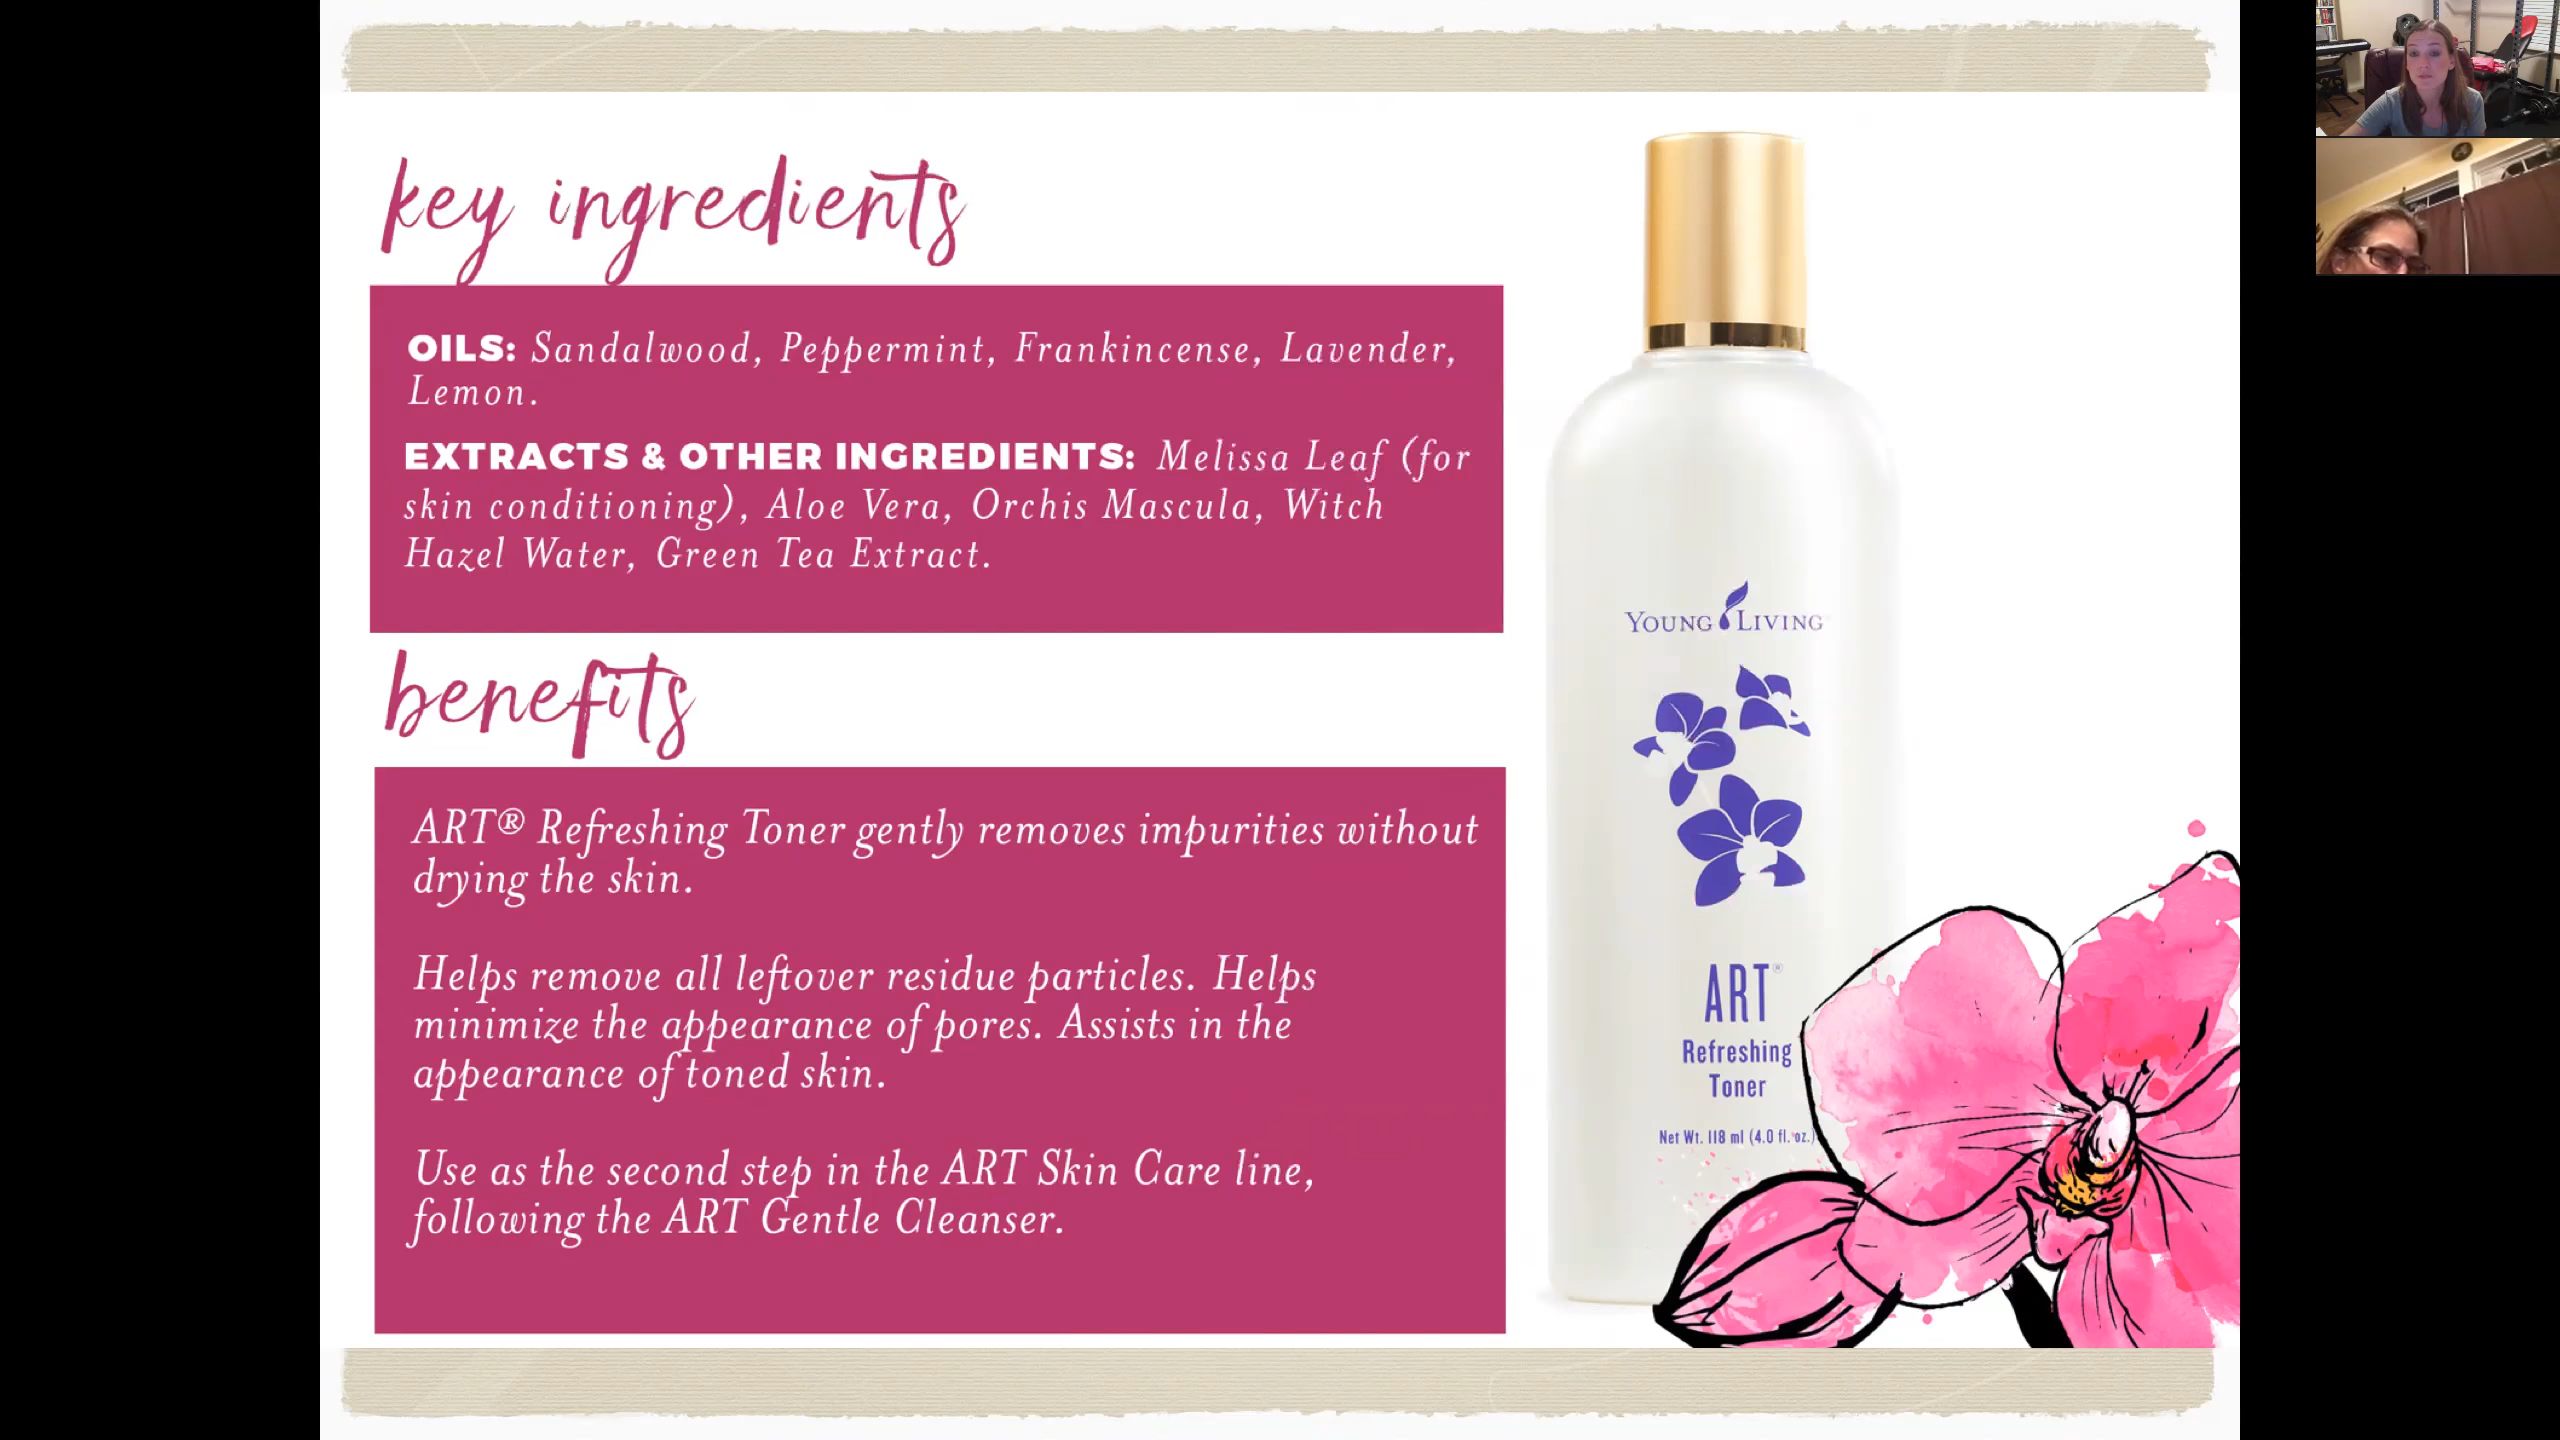 key ingredients
OILS: Sandalwood, Peppermint, Frankincense, Lavender,
Lemon.
EXTRACTS & OTHER INGREDIENTS: Melissa Leaf (for
skin conditioning), Aloe Vera, Orchis Mascula, Witch
Hazel Water, Green Tea Extract.
benefits
ART® Refreshing Toner gently removes impurities without
drying the skin.
Helps remove all leftover residue particles. Helps
minimize the appearance of pores. Assists in the
appearance of toned skin.
Use as the second step in the ART Skin Care line,
following the ART Gentle Cleanser.
YOUNG LIVING
ART®
Refreshing
Toner
Net Wt. 118 ml (4.0 fl. oz.)